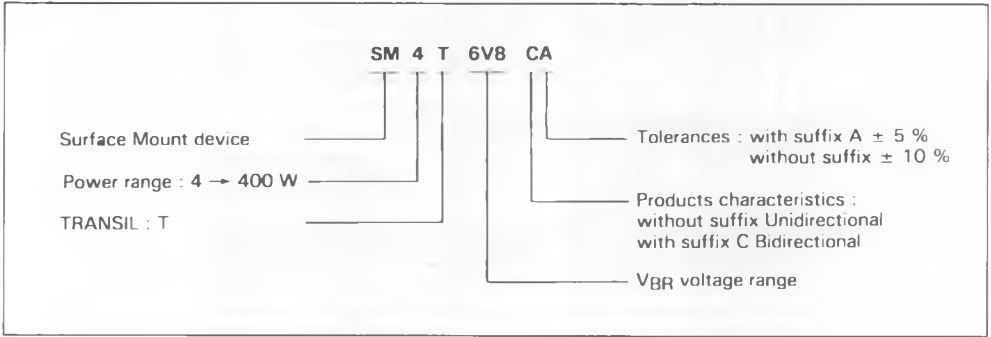 SM 4 T 6V8 CA
Surface Mount device
Power range : 4 → 400 W
TRANSIL : T
Tolerances : with suffix A ± 5 %
without suffix ± 10 %
Products characteristics :
without suffix Unidirectional
with suffix C Bidirectional
VBR voltage range